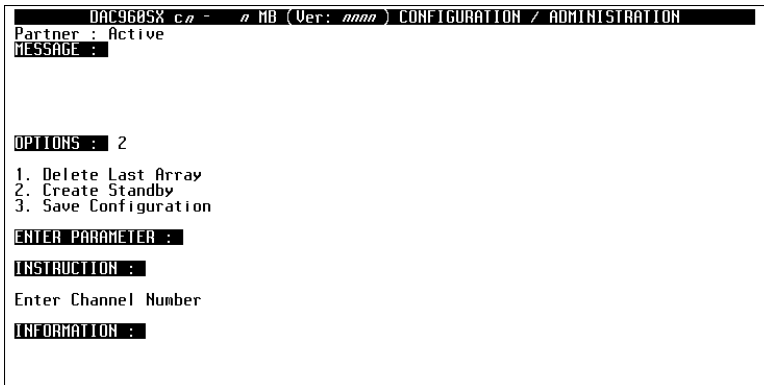 DAC960SX cn - n MB (Ver: nnnn ) CONFIGURATION / ADMINISTRATION
Partner : Active
MESSAGE :
OPTIONS : 2
1. Delete Last Array
2. Create Standby
3. Save Configuration
ENTER PARAMETER :
INSTRUCTION :
Enter Channel Number
INFORMATION :